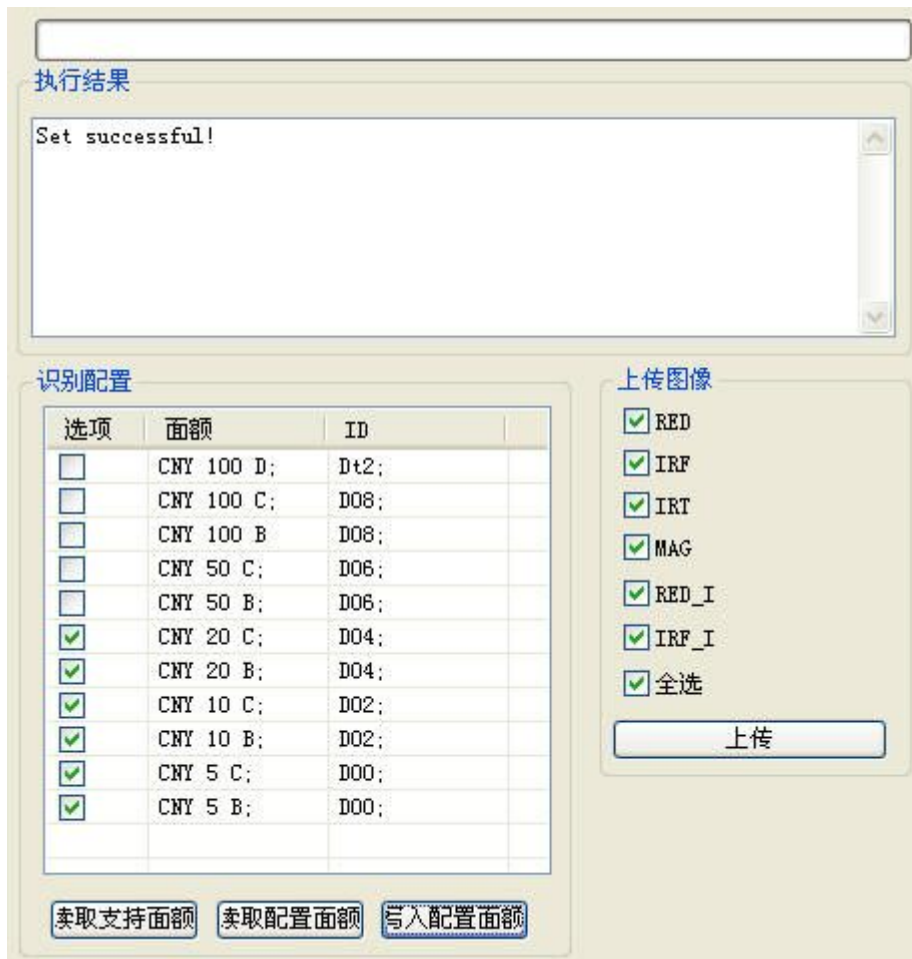 执行结果
Set successful!
识别配置
选项 面额 ID
CNY 100 D; Dt2;
CNY 100 C; D08;
CNY 100 B D08;
CNY 50 C; D06;
CNY 50 B; D06;
CNY 20 C; D04;
CNY 20 B; D04;
CNY 10 C; D02;
CNY 10 B; D02;
CNY 5 C; D00;
CNY 5 B; D00;
读取支持面额 读取配置面额 写入配置面额
上传图像
RED
IRF
IRT
MAG
RED_I
IRF_I
全选
上传